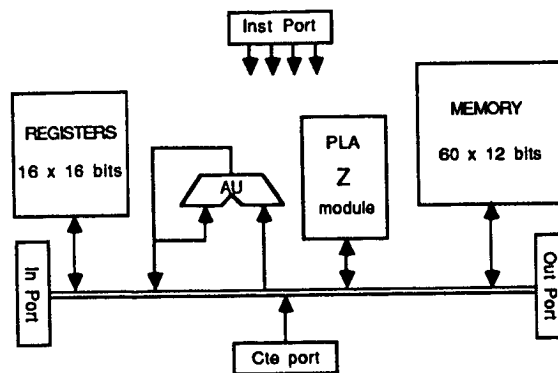 Inst Port
REGISTERS
16 x 16 bits
AU
PLA
Z
module
MEMORY
60 x 12 bits
In Port
Out Port
Cte port